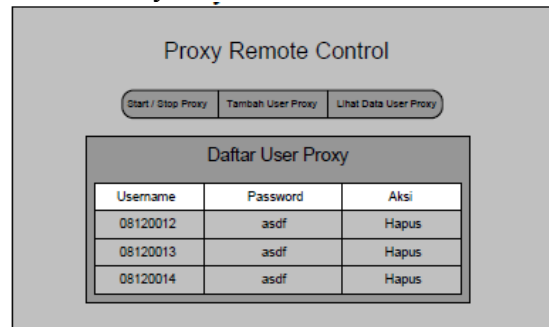 Proxy Remote Control
Start / Stop Proxy Tambah User Proxy Lihat Data User Proxy
Daftar User Proxy
Username Password Aksi
08120012 asdf Hapus
08120013 asdf Hapus
08120014 asdf Hapus